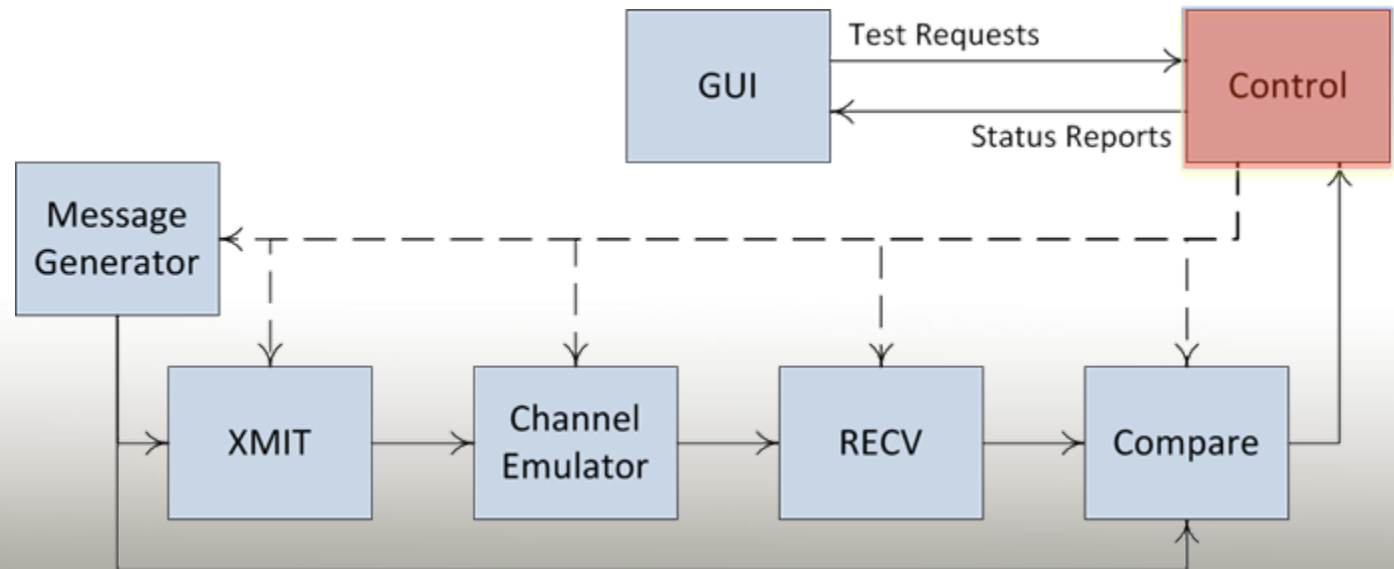 Test Requests
GUI
Control
Status Reports
Message
Generator
XMIT
Channel
Emulator
RECV
Compare